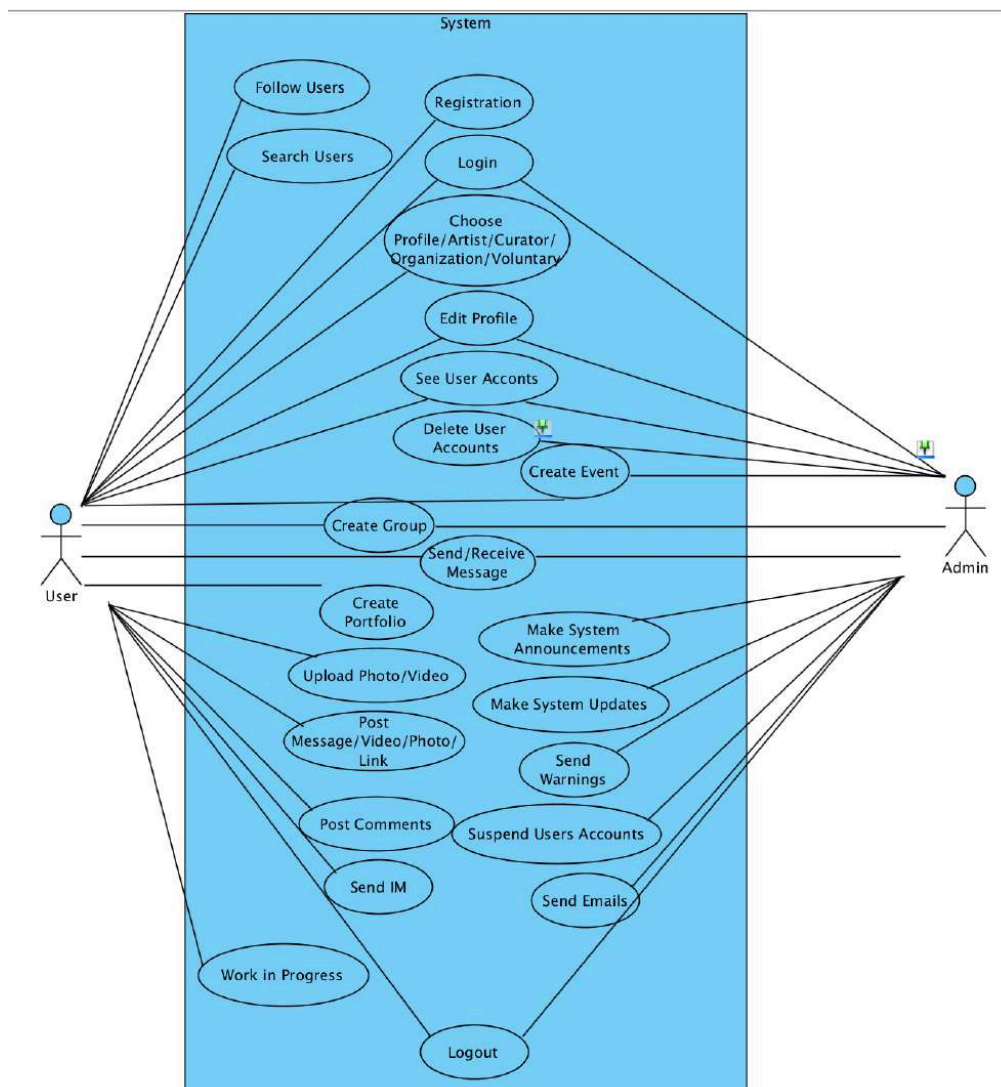 System
Follow Users
Registration
Search Users
Login
Choose
Profile/Artist/Curator/
Organization/Voluntary
Edit Profile
See User Acconts
Delete User
Accounts
Create Event
Create Group
Send/Receive
Message
User
Admin
Create
Portfolio
Make System
Announcements
Upload Photo/Video
Make System Updates
Post
Message/Video/Photo/
Link
Send
Warnings
Post Comments
Suspend Users Accounts
Send IM
Send Emails
Work in Progress
Logout